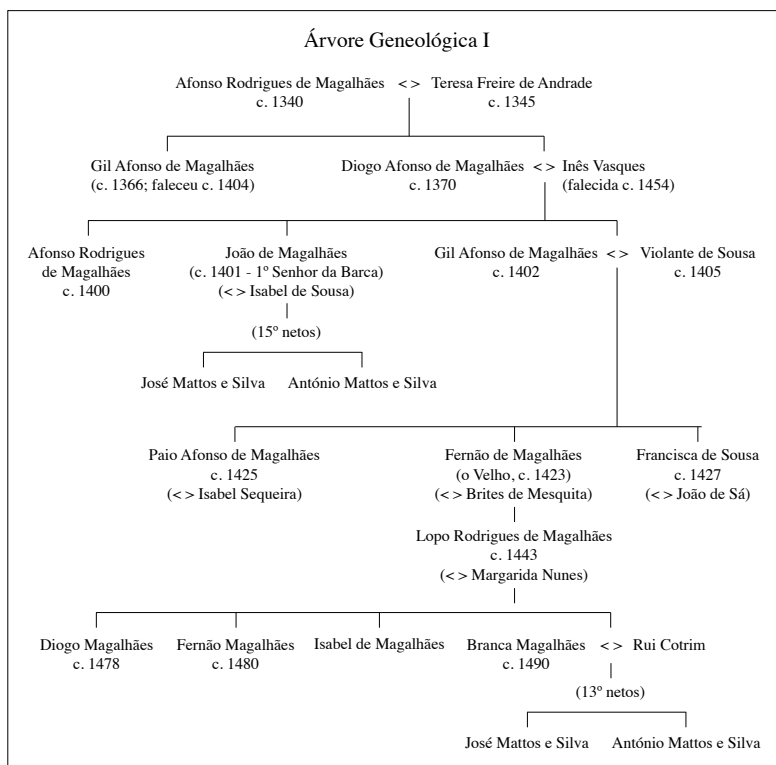 Árvore Geneológica I
Afonso Rodrigues de Magalhães < > Teresa Freire de Andrade
c. 1340 c. 1345
Gil Afonso de Magalhães Diogo Afonso de Magalhães < > Inês Vasques
(c. 1366; faleceu c. 1404) c. 1370 (falecida c. 1454)
Afonso Rodrigues João de Magalhães Gil Afonso de Magalhães < > Violante de Sousa
de Magalhães (c. 1401 - 1º Senhor da Barca) c. 1402 c. 1405
c. 1400 (< > Isabel de Sousa)
(15º netos)
José Mattos e Silva António Mattos e Silva
Paio Afonso de Magalhães Fernão de Magalhães Francisca de Sousa
c. 1425 (o Velho, c. 1423) c. 1427
(< > Isabel Sequeira) (< > Brites de Mesquita) (< > João de Sá)
Lopo Rodrigues de Magalhães
c. 1443
(< > Margarida Nunes)
Diogo Magalhães Fernão Magalhães Isabel de Magalhães Branca Magalhães < > Rui Cotrim
c. 1478 c. 1480 c. 1490
(13º netos)
José Mattos e Silva António Mattos e Silva